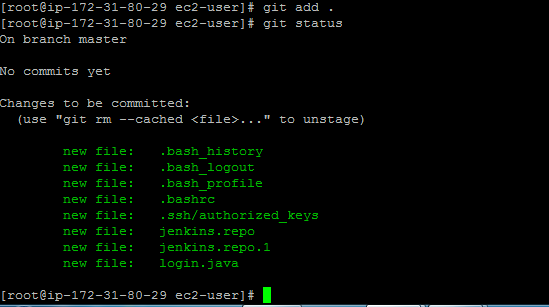 [root@ip-172-31-80-29 ec2-user]# git add .
[root@ip-172-31-80-29 ec2-user]# git status
On branch master
No commits yet
Changes to be committed:
(use "git rm --cached <file>..." to unstage)
new file: .bash_history
new file: .bash_logout
new file: .bash_profile
new file: .bashrc
new file: .ssh/authorized_keys
new file: jenkins.repo
new file: jenkins.repo.1
new file: login.java
[root@ip-172-31-80-29 ec2-user]#